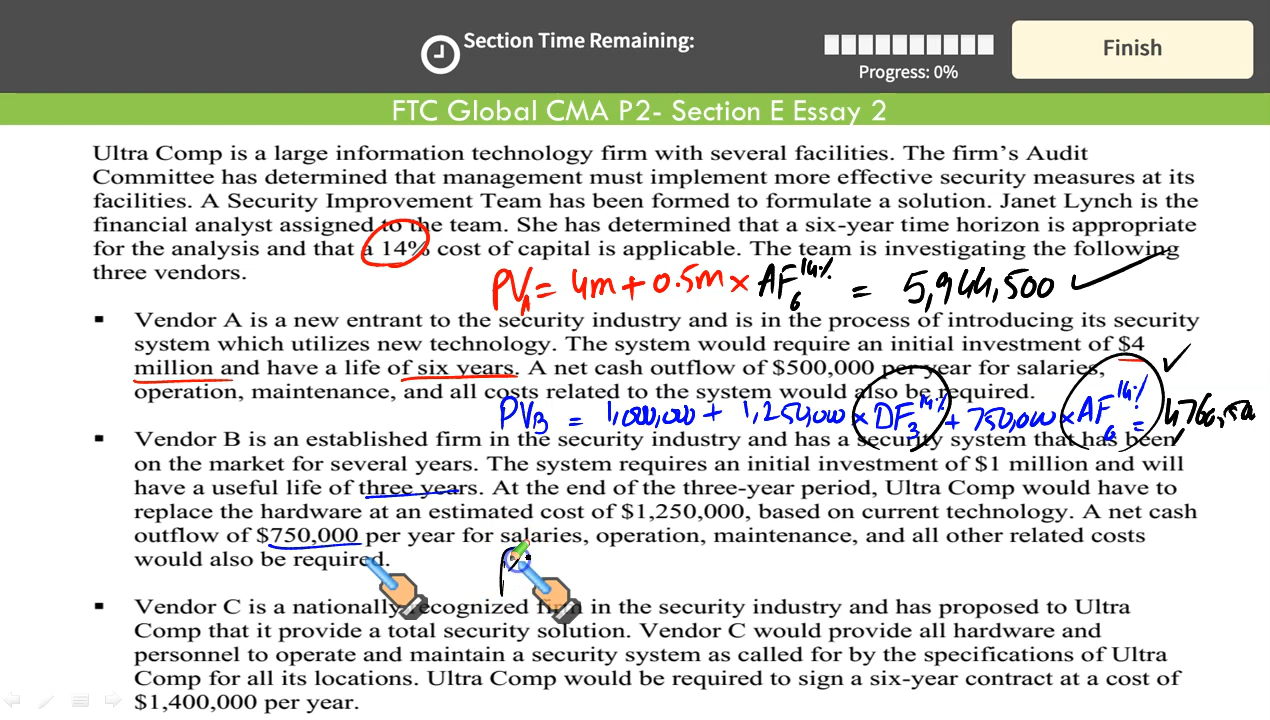 Section Time Remaining:
Progress: 0%
Finish
FTC Global CMA P2- Section E Essay 2
Ultra Comp is a large information technology firm with several facilities. The firm's Audit
Committee has determined that management must implement more effective security measures at its
facilities. A Security Improvement Team has been formed to formulate a solution. Janet Lynch is the
financial analyst assigned to the team. She has determined that a six-year time horizon is appropriate
for the analysis and that a 14% cost of capital is applicable. The team is investigating the following
three vendors.
PV_A = 4m + 0.5m × AF_6^14% = 5,944,500 ✓
▪ Vendor A is a new entrant to the security industry and is in the process of introducing its security
system which utilizes new technology. The system would require an initial investment of $4
million and have a life of six years. A net cash outflow of $500,000 per year for salaries,
operation, maintenance, and all costs related to the system would also be required.
PV_B = 1,000,000 + 1,250,000 × DF_3^14% + 750,000 × AF_6^14% =
▪ Vendor B is an established firm in the security industry and has a security system that has been
on the market for several years. The system requires an initial investment of $1 million and will
have a useful life of three years. At the end of the three-year period, Ultra Comp would have to
replace the hardware at an estimated cost of $1,250,000, based on current technology. A net cash
outflow of $750,000 per year for salaries, operation, maintenance, and all other related costs
would also be required.
▪ Vendor C is a nationally recognized firm in the security industry and has proposed to Ultra
Comp that it provide a total security solution. Vendor C would provide all hardware and
personnel to operate and maintain a security system as called for by the specifications of Ultra
Comp for all its locations. Ultra Comp would be required to sign a six-year contract at a cost of
$1,400,000 per year.